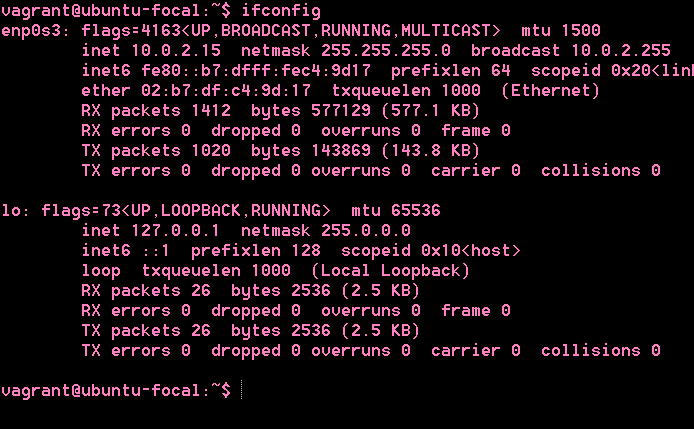 vagrant@ubuntu-focal:~$ ifconfig
enp0s3: flags=4163<UP,BROADCAST,RUNNING,MULTICAST>  mtu 1500
        inet 10.0.2.15  netmask 255.255.255.0  broadcast 10.0.2.255
        inet6 fe80::b7:dfff:fec4:9d17  prefixlen 64  scopeid 0x20<lin
        ether 02:b7:df:c4:9d:17  txqueuelen 1000  (Ethernet)
        RX packets 1412  bytes 577129 (577.1 KB)
        RX errors 0  dropped 0  overruns 0  frame 0
        TX packets 1020  bytes 143869 (143.8 KB)
        TX errors 0  dropped 0 overruns 0  carrier 0  collisions 0

lo: flags=73<UP,LOOPBACK,RUNNING>  mtu 65536
        inet 127.0.0.1  netmask 255.0.0.0
        inet6 ::1  prefixlen 128  scopeid 0x10<host>
        loop  txqueuelen 1000  (Local Loopback)
        RX packets 26  bytes 2536 (2.5 KB)
        RX errors 0  dropped 0  overruns 0  frame 0
        TX packets 26  bytes 2536 (2.5 KB)
        TX errors 0  dropped 0 overruns 0  carrier 0  collisions 0

vagrant@ubuntu-focal:~$